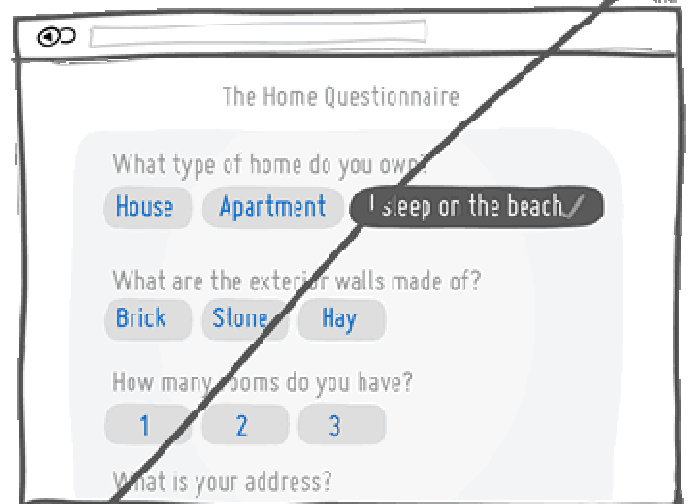 The Home Questionnaire
What type of home do you own?
House Apartment I sleep on the beach
What are the exterior walls made of?
Brick Stone Hay
How many rooms do you have?
1 2 3
What is your address?